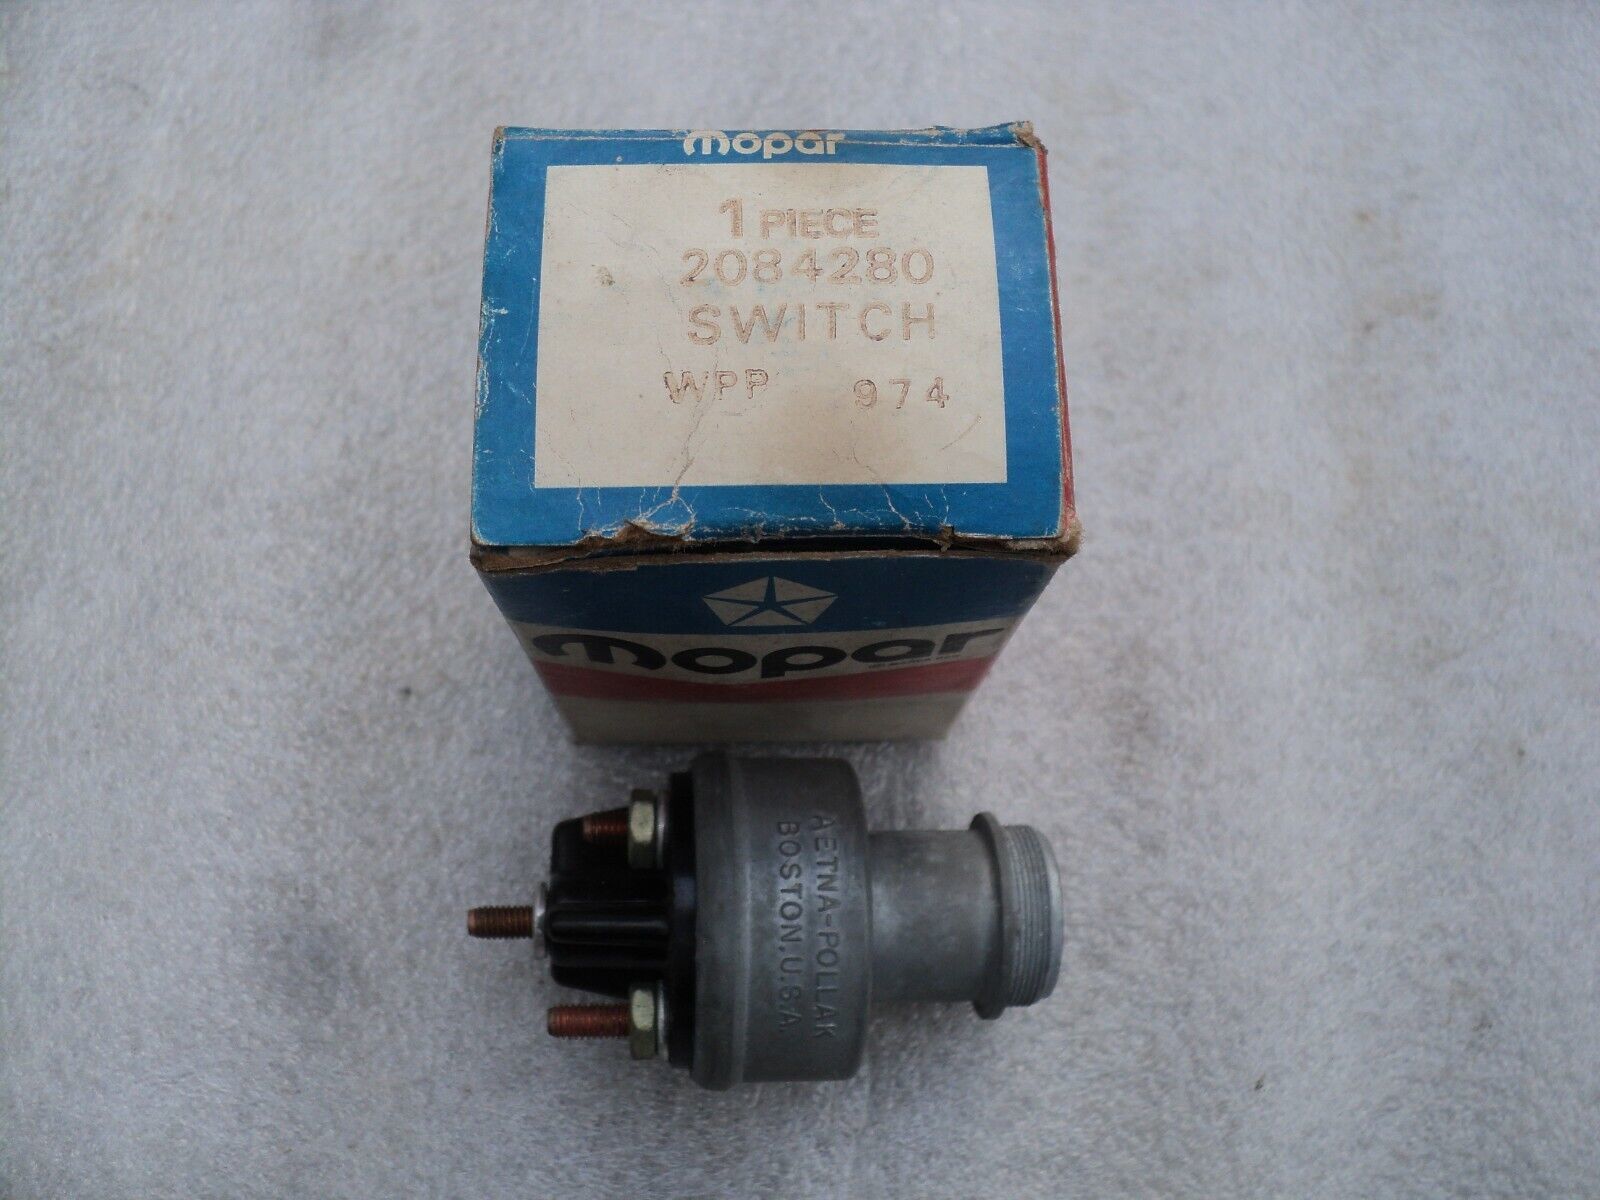 mopar
1 PIECE
2084280
SWITCH
WPP 974
mopar
AETNA-POLLAK
BOSTON.U.S.A.